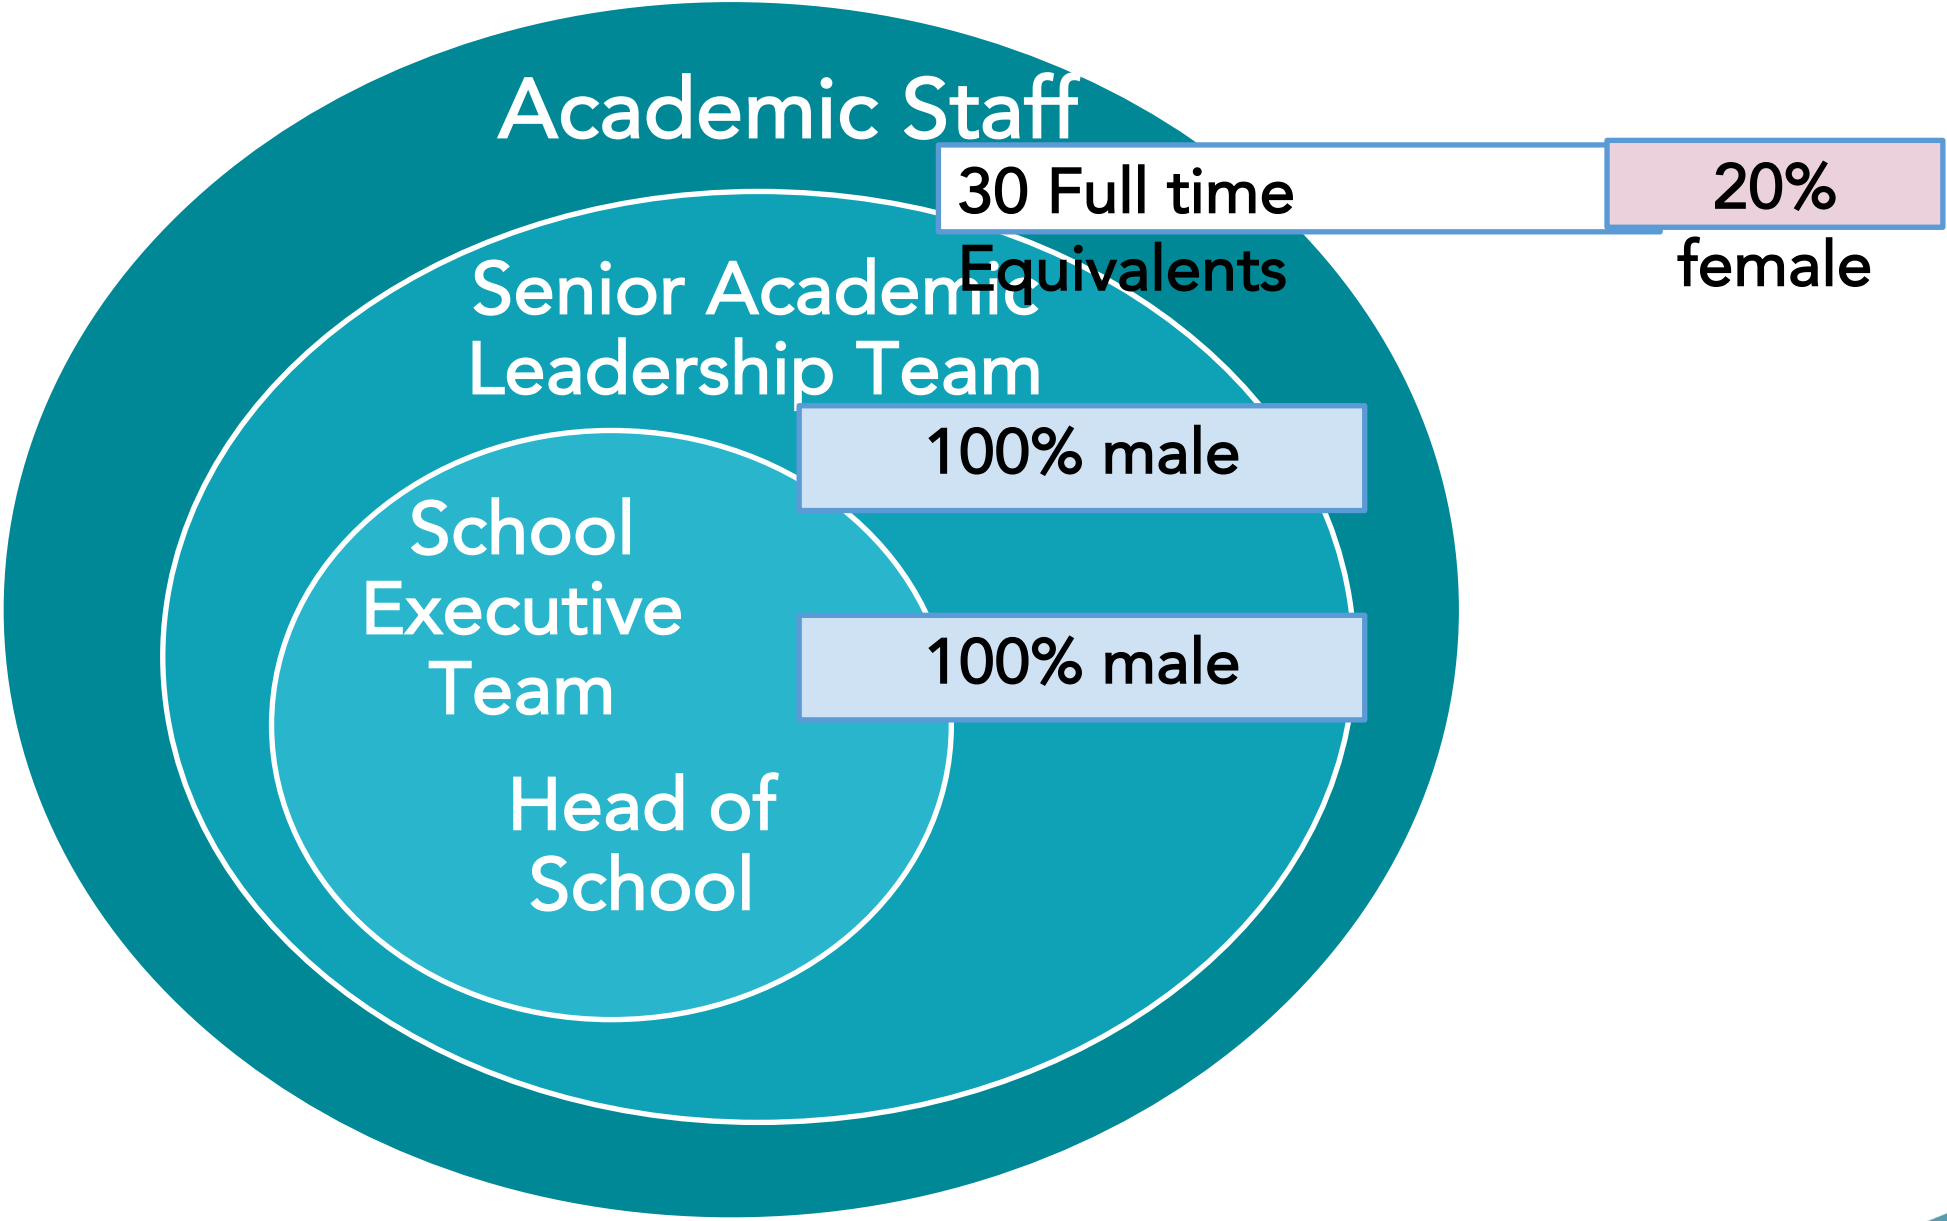 Academic Staff
30 Full time
Equivalents
20%
female
Senior Academic
Leadership Team
100% male
School
Executive
Team
100% male
Head of
School